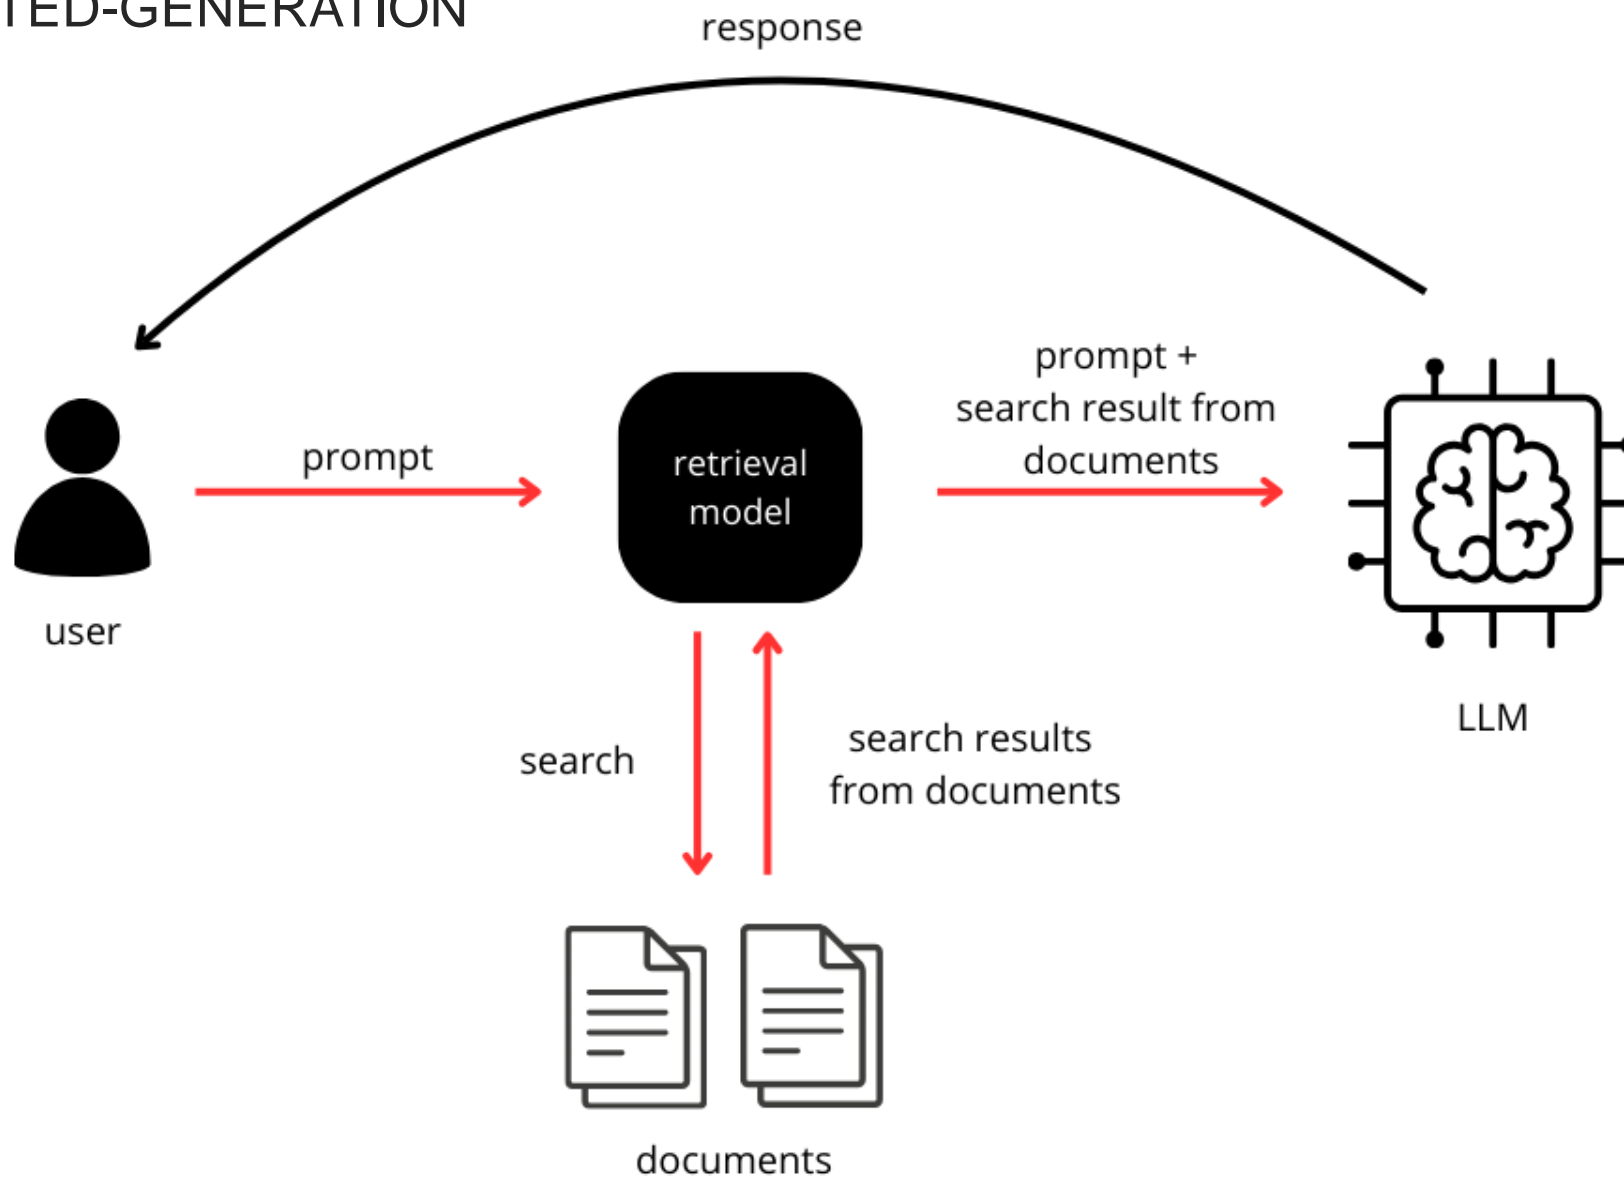 TED-GENERATION
response
prompt +
search result from
documents
prompt
retrieval
model
user
LLM
search
search results
from documents
documents